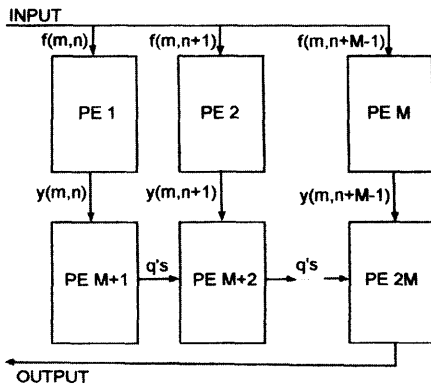 INPUT
f(m,n) f(m,n+1) f(m,n+M-1)
PE 1 PE 2 PE M
y(m,n) y(m,n+1) y(m,n+M-1)
PE M+1 q's PE M+2 q's PE 2M
OUTPUT